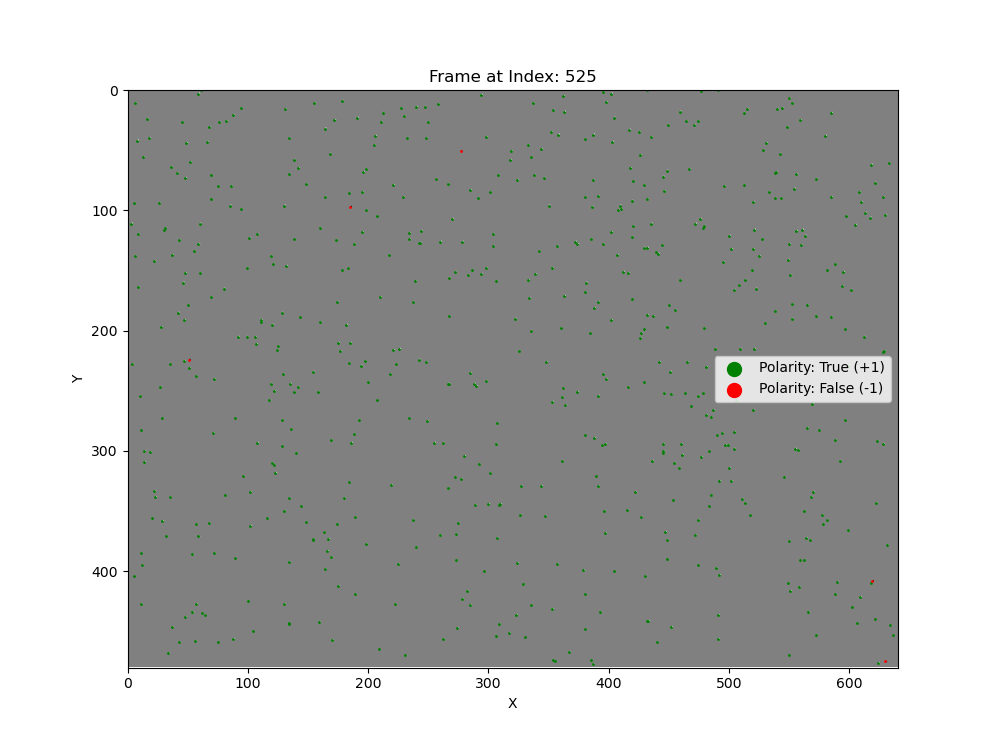 Frame at Index: 525
0
100
200
300
400
Y
Polarity: True (+1)
Polarity: False (-1)
0 100 200 300 400 500 600
X